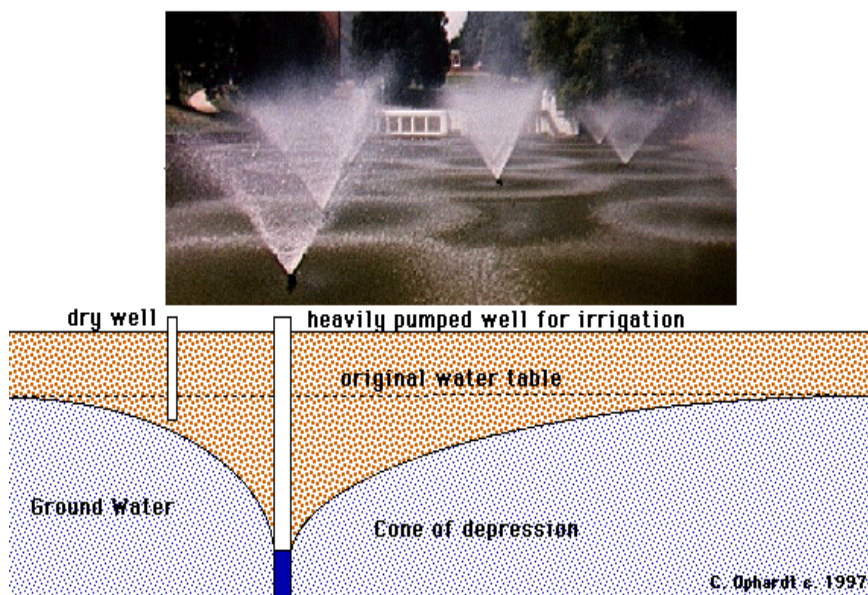 dry well
heavily pumped well for irrigation
original water table
Ground Water
Cone of depression
C. Ophardt c. 1997